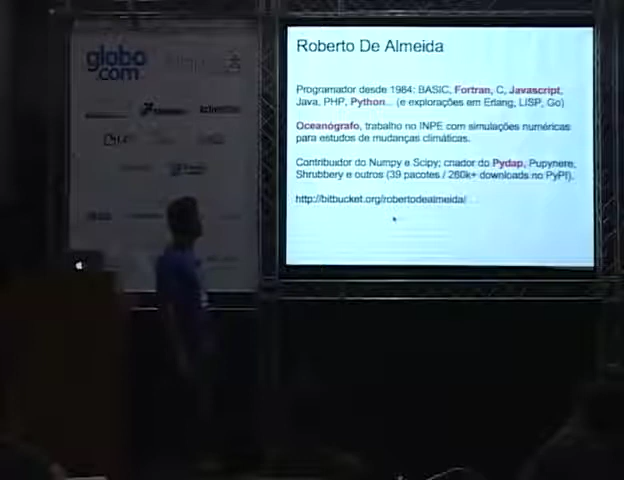 globo
.com
Roberto De Almeida
Programador desde 1984: BASIC, Fortran, C, Javascript,
Java, PHP, Python... (e explorações em Erlang, LISP, Go)
Oceanógrafo, trabalho no INPE com simulações numéricas
para estudos de mudanças climáticas.
Contribuidor do Numpy e Scipy; criador do Pydap, Pupynere,
Shrubbery e outros (39 pacotes / 260k+ downloads no PyPI).
http://bitbucket.org/robertodealmeida/